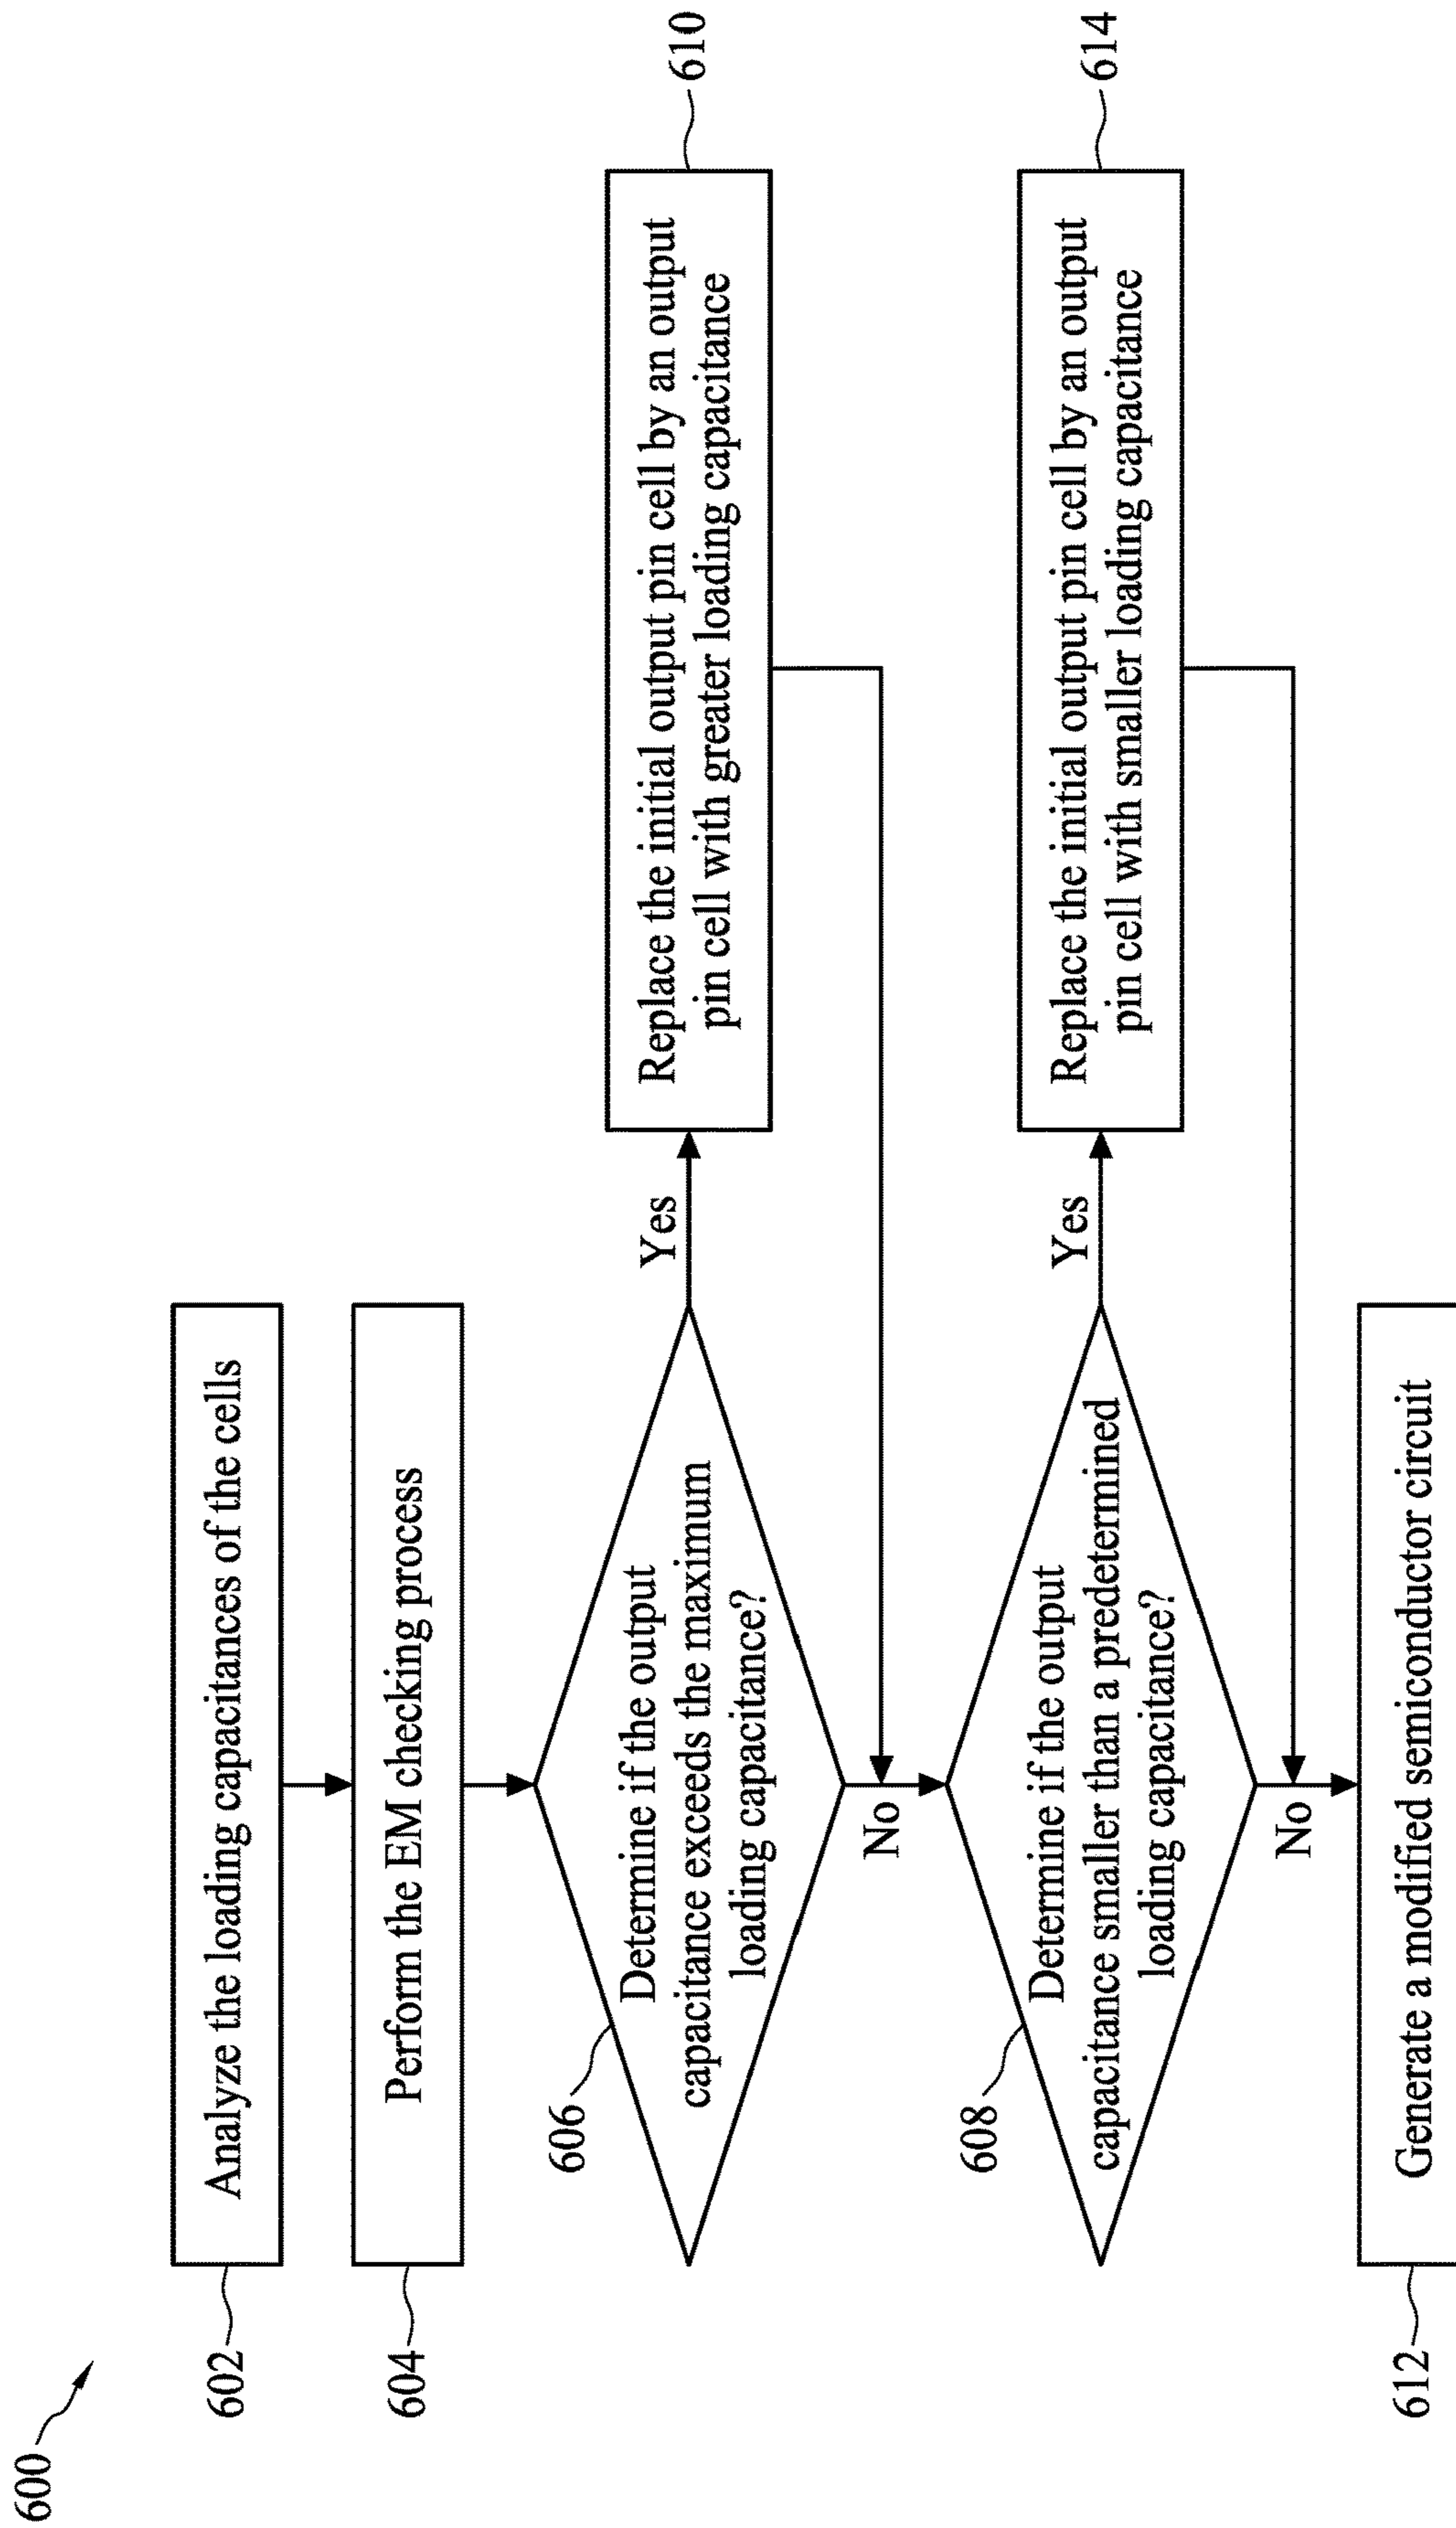 600
602
Analyze the loading capacitances of the cells
604
Perform the EM checking process
606
Determine if the output
capacitance exceeds the maximum
loading capacitance?
Yes
Replace the initial output pin cell by an output
pin cell with greater loading capacitance
610
No
608
Determine if the output
capacitance smaller than a predetermined
loading capacitance?
Yes
Replace the initial output pin cell by an output
pin cell with smaller loading capacitance
614
No
612
Generate a modified semiconductor circuit